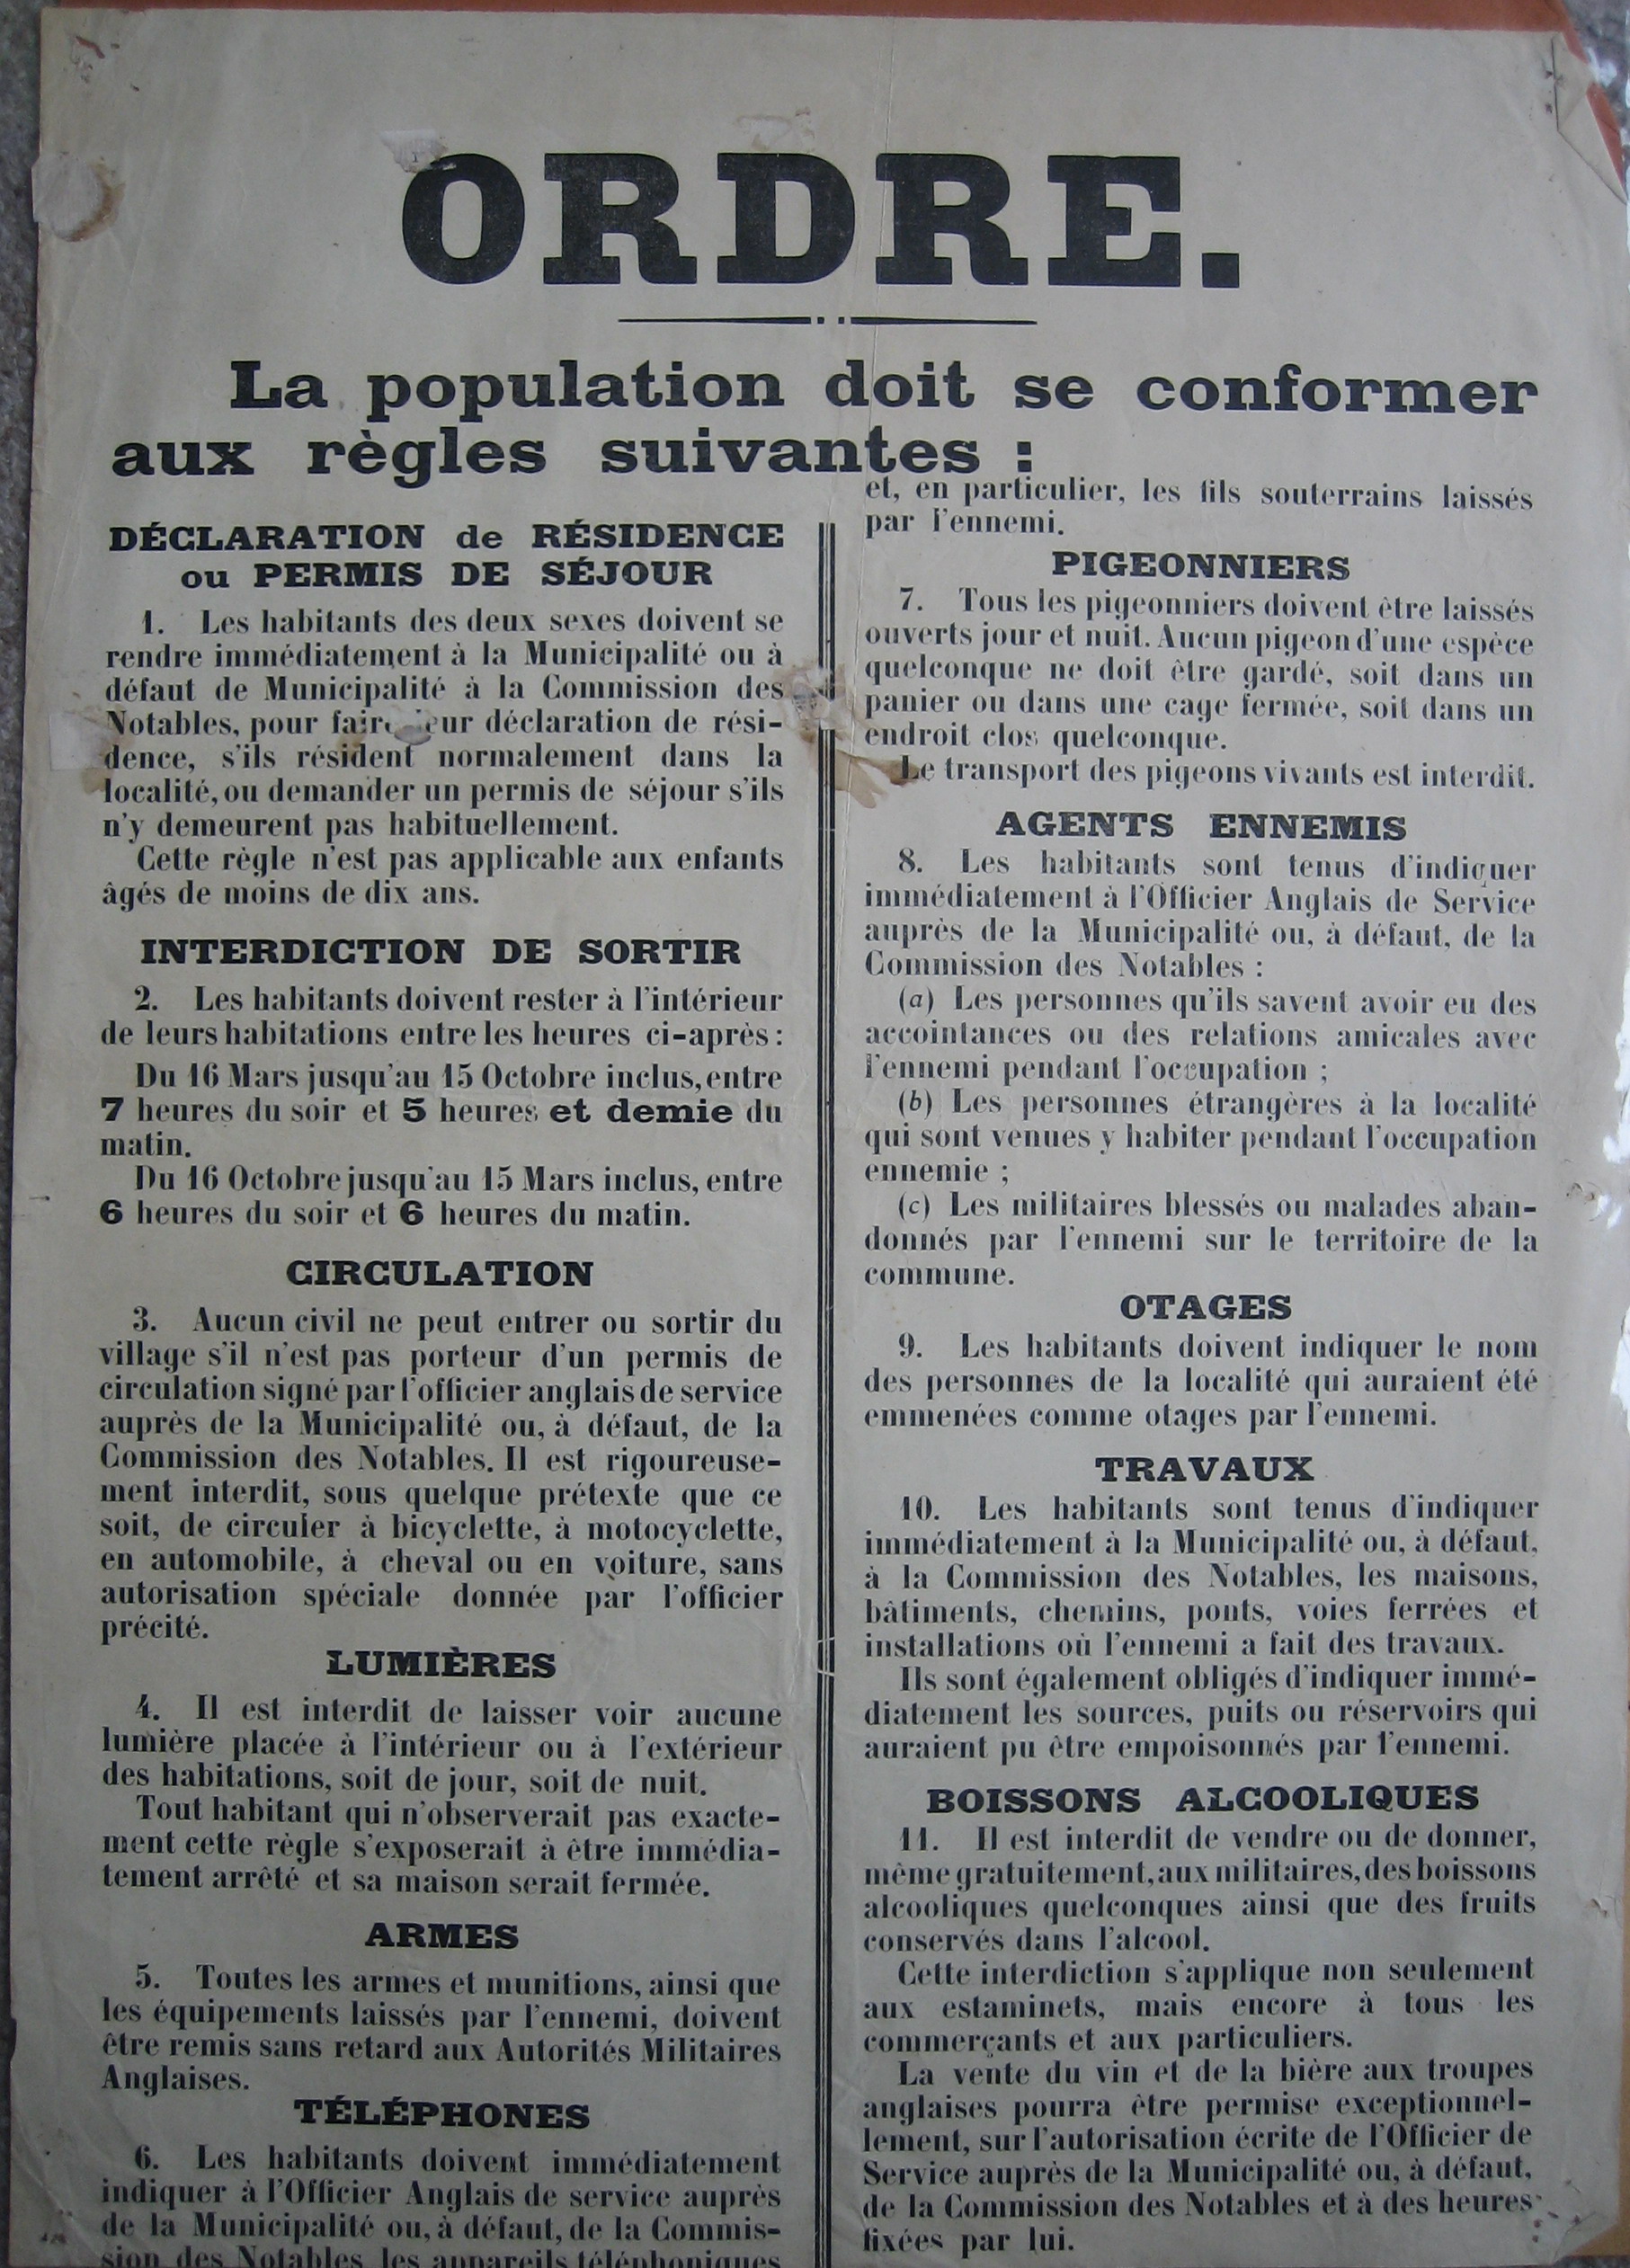 ORDRE.
La population doit se conformer
aux règles suivantes :
DÉCLARATION de RÉSIDENCE
ou PERMIS DE SÉJOUR
1. Les habitants des deux sexes doivent se
rendre immédiatement à la Municipalité ou à
défaut de Municipalité à la Commission des
Notables, pour faire leur déclaration de rési-
dence, s'ils résident normalement dans la
localité, ou demander un permis de séjour s'ils
n'y demeurent pas habituellement.
Cette règle n'est pas applicable aux enfants
âgés de moins de dix ans.
INTERDICTION DE SORTIR
2. Les habitants doivent rester à l'intérieur
de leurs habitations entre les heures ci-après :
Du 16 Mars jusqu'au 15 Octobre inclus, entre
7 heures du soir et 5 heures et demie du
matin.
Du 16 Octobre jusqu'au 15 Mars inclus, entre
6 heures du soir et 6 heures du matin.
CIRCULATION
3. Aucun civil ne peut entrer ou sortir du
village s'il n'est pas porteur d'un permis de
circulation signé par l'officier anglais de service
auprès de la Municipalité ou, à défaut, de la
Commission des Notables. Il est rigoureuse-
ment interdit, sous quelque prétexte que ce
soit, de circuler à bicyclette, à motocyclette,
en automobile, à cheval ou en voiture, sans
autorisation spéciale donnée par l'officier
précité.
LUMIÈRES
4. Il est interdit de laisser voir aucune
lumière placée à l'intérieur ou à l'extérieur
des habitations, soit de jour, soit de nuit.
Tout habitant qui n'observerait pas exacte-
ment cette règle s'exposerait à être immédia-
tement arrêté et sa maison serait fermée.
ARMES
5. Toutes les armes et munitions, ainsi que
les équipements laissés par l'ennemi, doivent
être remis sans retard aux Autorités Militaires
Anglaises.
TÉLÉPHONES
6. Les habitants doivent immédiatement
indiquer à l'Officier Anglais de service auprès
de la Municipalité ou, à défaut, de la Commis-
sion des Notables, les appareils téléphoniques
et, en particulier, les fils souterrains laissés
par l'ennemi.
PIGEONNIERS
7. Tous les pigeonniers doivent être laissés
ouverts jour et nuit. Aucun pigeon d'une espèce
quelconque ne doit être gardé, soit dans un
panier ou dans une cage fermée, soit dans un
endroit clos quelconque.
Le transport des pigeons vivants est interdit.
AGENTS ENNEMIS
8. Les habitants sont tenus d'indiquer
immédiatement à l'Officier Anglais de Service
auprès de la Municipalité ou, à défaut, de la
Commission des Notables :
(a) Les personnes qu'ils savent avoir eu des
accointances ou des relations amicales avec
l'ennemi pendant l'occupation ;
(b) Les personnes étrangères à la localité
qui sont venues y habiter pendant l'occupation
ennemie ;
(c) Les militaires blessés ou malades aban-
donnés par l'ennemi sur le territoire de la
commune.
OTAGES
9. Les habitants doivent indiquer le nom
des personnes de la localité qui auraient été
emmenées comme otages par l'ennemi.
TRAVAUX
10. Les habitants sont tenus d'indiquer
immédiatement à la Municipalité ou, à défaut,
à la Commission des Notables, les maisons,
bâtiments, chemins, ponts, voies ferrées et
installations où l'ennemi a fait des travaux.
Ils sont également obligés d'indiquer immé-
diatement les sources, puits ou réservoirs qui
auraient pu être empoisonnés par l'ennemi.
BOISSONS ALCOOLIQUES
11. Il est interdit de vendre ou de donner,
même gratuitement, aux militaires, des boissons
alcooliques quelconques ainsi que des fruits
conservés dans l'alcool.
Cette interdiction s'applique non seulement
aux estaminets, mais encore à tous les
commerçants et aux particuliers.
La vente du vin et de la bière aux troupes
anglaises pourra être permise exceptionnel-
lement, sur l'autorisation écrite de l'Officier de
Service auprès de la Municipalité ou, à défaut,
de la Commission des Notables et à des heures
fixées par lui.